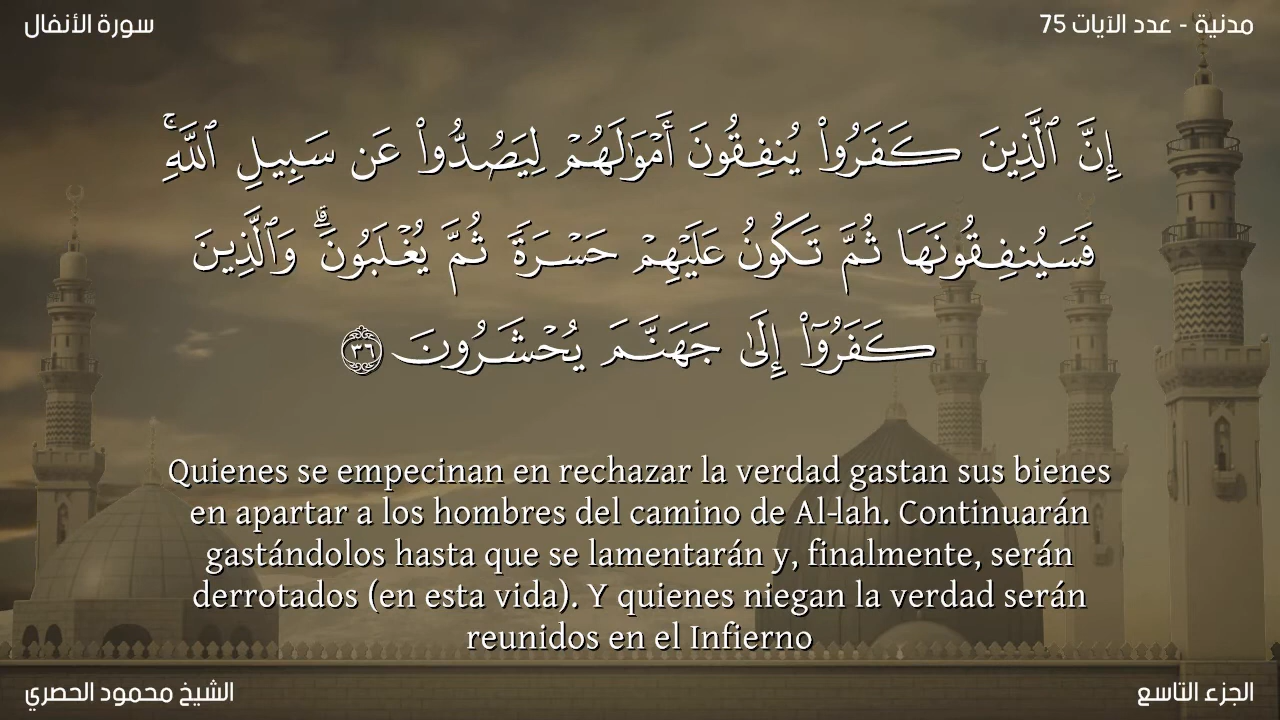 مدنية - عدد الآيات 75
سورة الأنفال
إِنَّ ٱلَّذِينَ كَفَرُوا۟ يُنفِقُونَ أَمْوَٰلَهُمْ لِيَصُدُّوا۟ عَن سَبِيلِ ٱللَّهِ ۚ
فَسَيُنفِقُونَهَا ثُمَّ تَكُونُ عَلَيْهِمْ حَسْرَةً ثُمَّ يُغْلَبُونَ ۗ وَٱلَّذِينَ
كَفَرُوٓا۟ إِلَىٰ جَهَنَّمَ يُحْشَرُونَ ٣٦
Quienes se empecinan en rechazar la verdad gastan sus bienes
en apartar a los hombres del camino de Al-lah. Continuarán
gastándolos hasta que se lamentarán y, finalmente, serán
derrotados (en esta vida). Y quienes niegan la verdad serán
reunidos en el Infierno
الجزء التاسع
الشيخ محمود الحصري